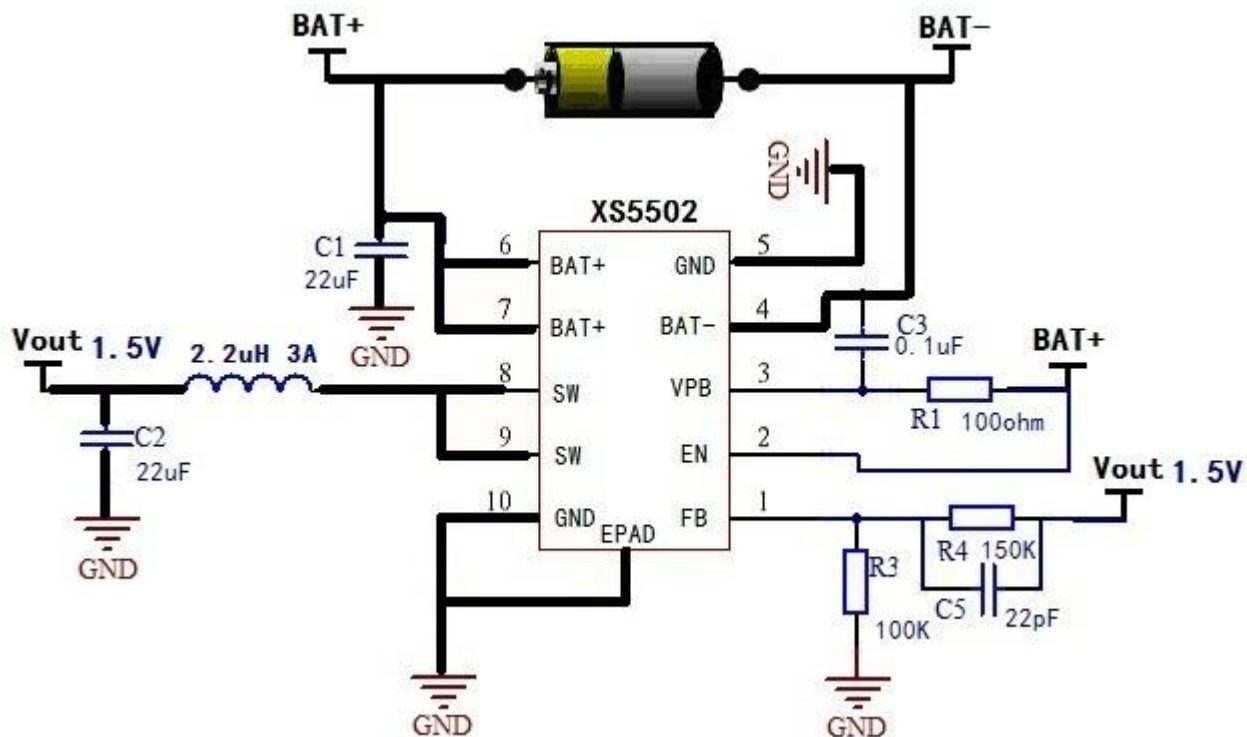 BAT+
BAT-
GND
XS5502
C1
22uF
GND
6
BAT+
GND
5
7
BAT+
BAT-
4
C3
0.1uF
BAT+
Vout 1.5V
2.2uH 3A
8
SW
VPB
3
R1
100ohm
C2
22uF
9
SW
EN
2
Vout 1.5V
10
GND
FB
1
EPAD
GND
R3
100K
R4
150K
C5
22pF
GND
GND